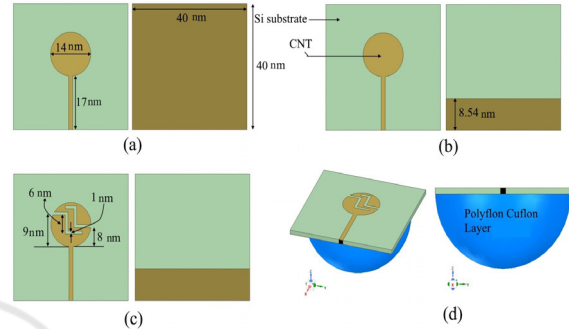 14 nm
17nm
40 nm
40 nm
(a)
Si substrate
CNT
8.54 nm
(b)
6 nm
1 nm
9nm
8 nm
(c)
Polyflon Cuflon
Layer
(d)